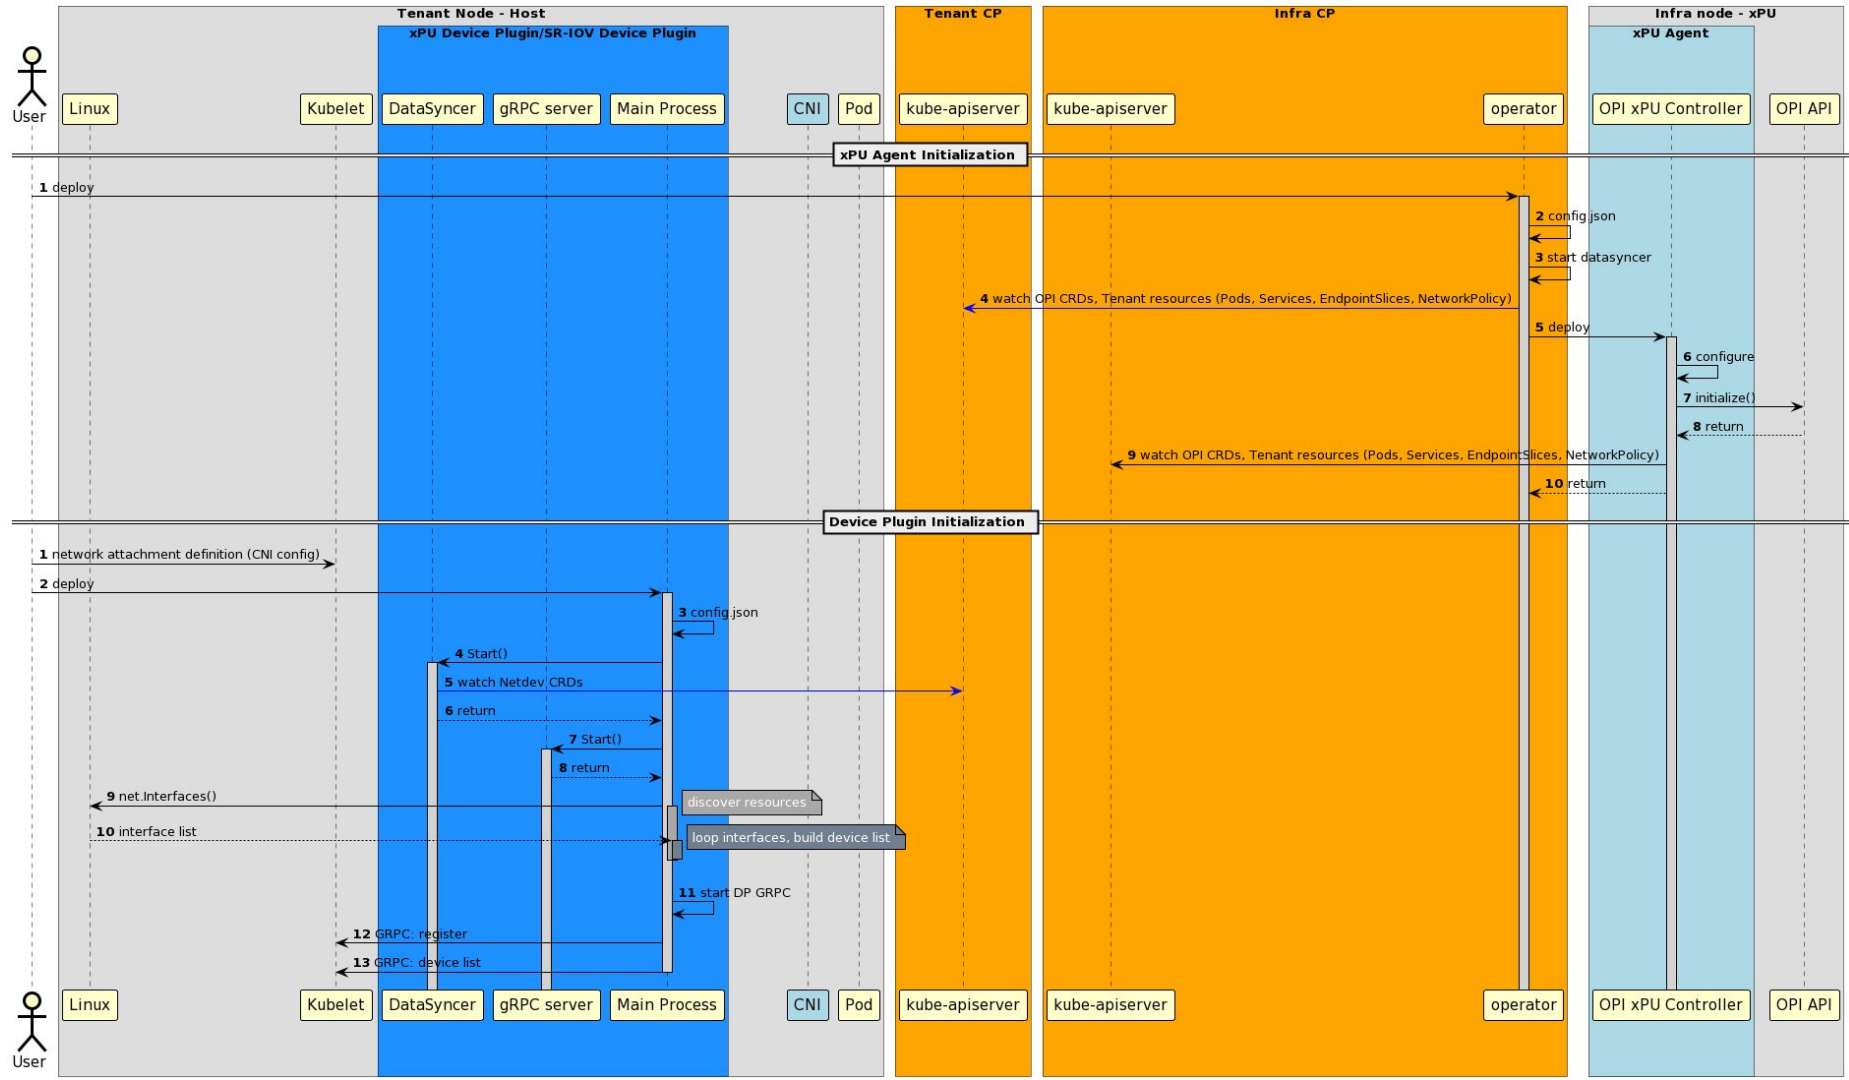 Tenant Node - Host
Tenant CP
Infra CP
Infra node - xPU
xPU Device Plugin/SR-IOV Device Plugin
xPU Agent
User
Linux
Kubelet
DataSyncer
gRPC server
Main Process
CNI
Pod
kube-apiserver
kube-apiserver
operator
OPI xPU Controller
OPI API
xPU Agent Initialization
1 deploy
2 config.json
3 start datasyncer
4 watch OPI CRDs, Tenant resources (Pods, Services, EndpointSlices, NetworkPolicy)
5 deploy
6 configure
7 initialize()
8 return
9 watch OPI CRDs, Tenant resources (Pods, Services, EndpointSlices, NetworkPolicy)
10 return
Device Plugin Initialization
1 network attachment definition (CNI config)
2 deploy
3 config.json
4 Start()
5 watch Netdev CRDs
6 return
7 Start()
8 return
9 net.Interfaces()
discover resources
10 interface list
loop interfaces, build device list
11 start DP GRPC
12 GRPC: register
13 GRPC: device list
User
Linux
Kubelet
DataSyncer
gRPC server
Main Process
CNI
Pod
kube-apiserver
kube-apiserver
operator
OPI xPU Controller
OPI API